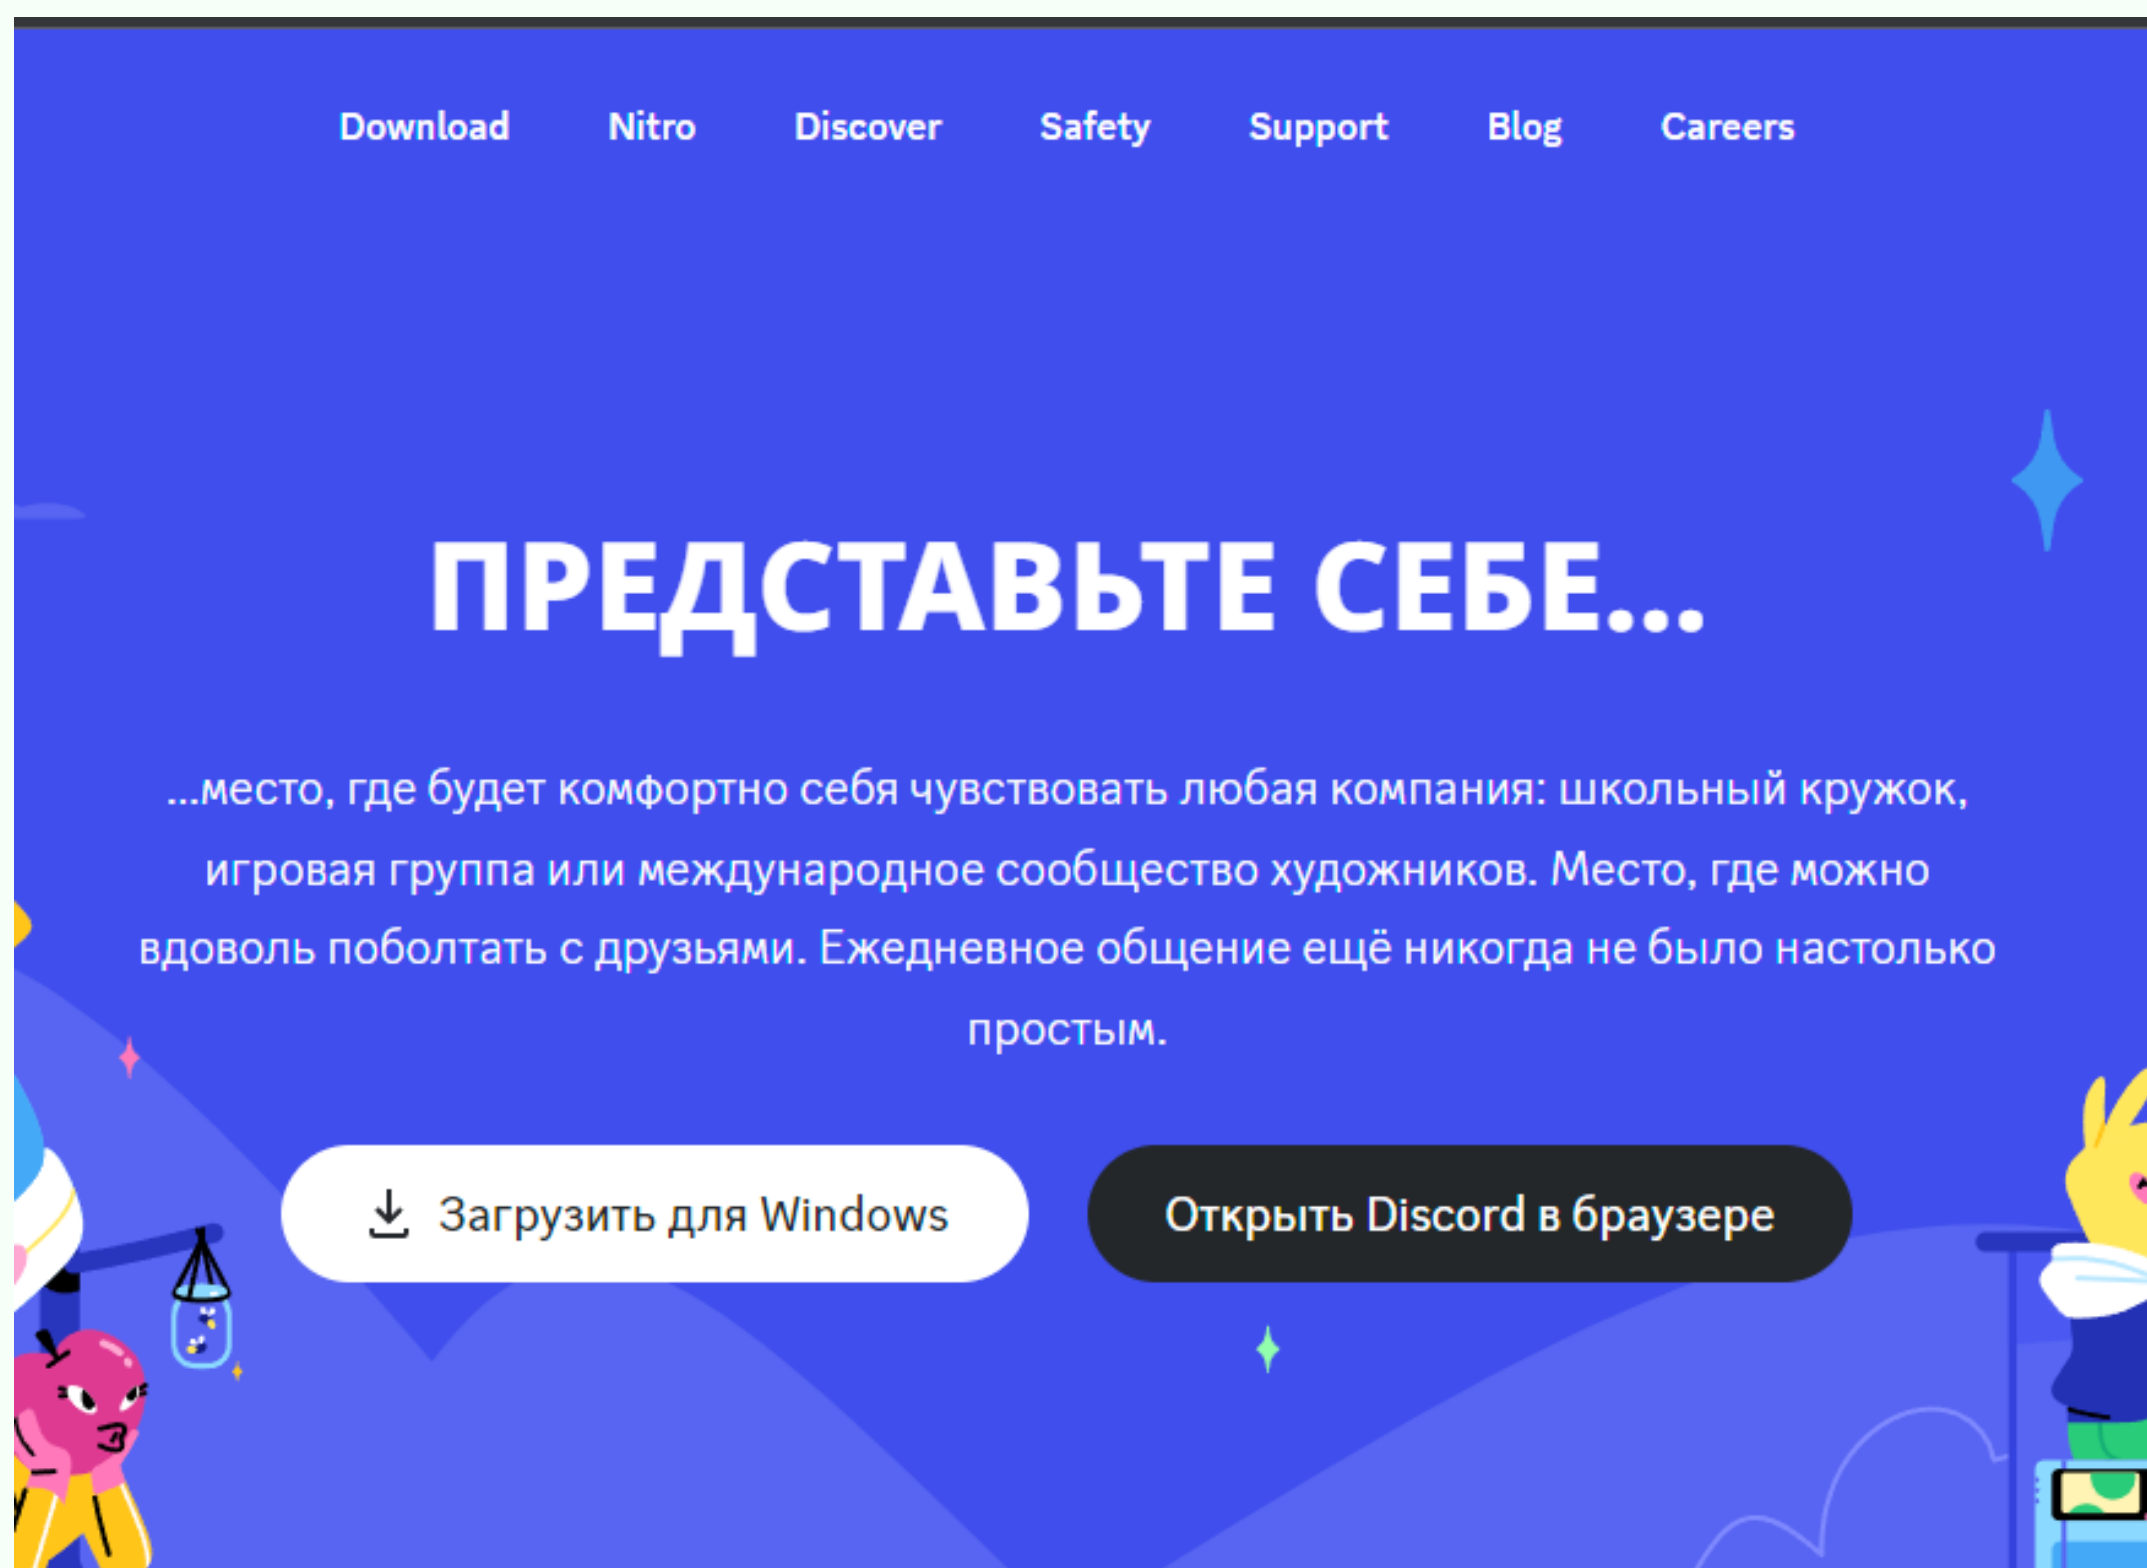 Download Nitro Discover Safety Support Blog Careers
ПРЕДСТАВЬТЕ СЕБЕ...
...место, где будет комфортно себя чувствовать любая компания: школьный кружок,
игровая группа или международное сообщество художников. Место, где можно
вдоволь поболтать с друзьями. Ежедневное общение ещё никогда не было настолько
простым.
Загрузить для Windows
Открыть Discord в браузере